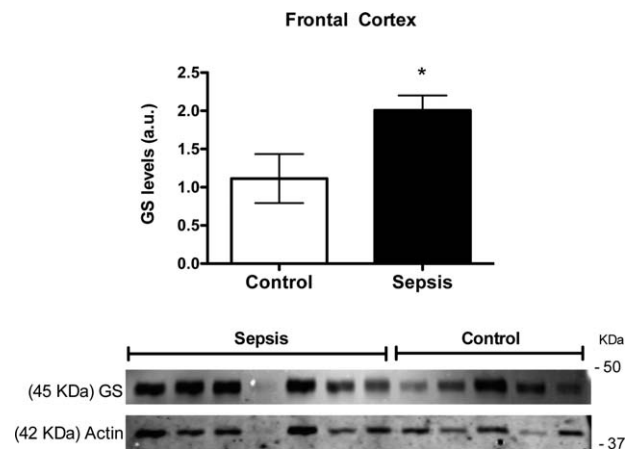 Frontal Cortex
GS levels (a.u.)
2.5
2.0
1.5
1.0
0.5
0.0
*
Control
Sepsis
Sepsis
Control
KDa
- 50
(45 KDa) GS
(42 KDa) Actin
- 37